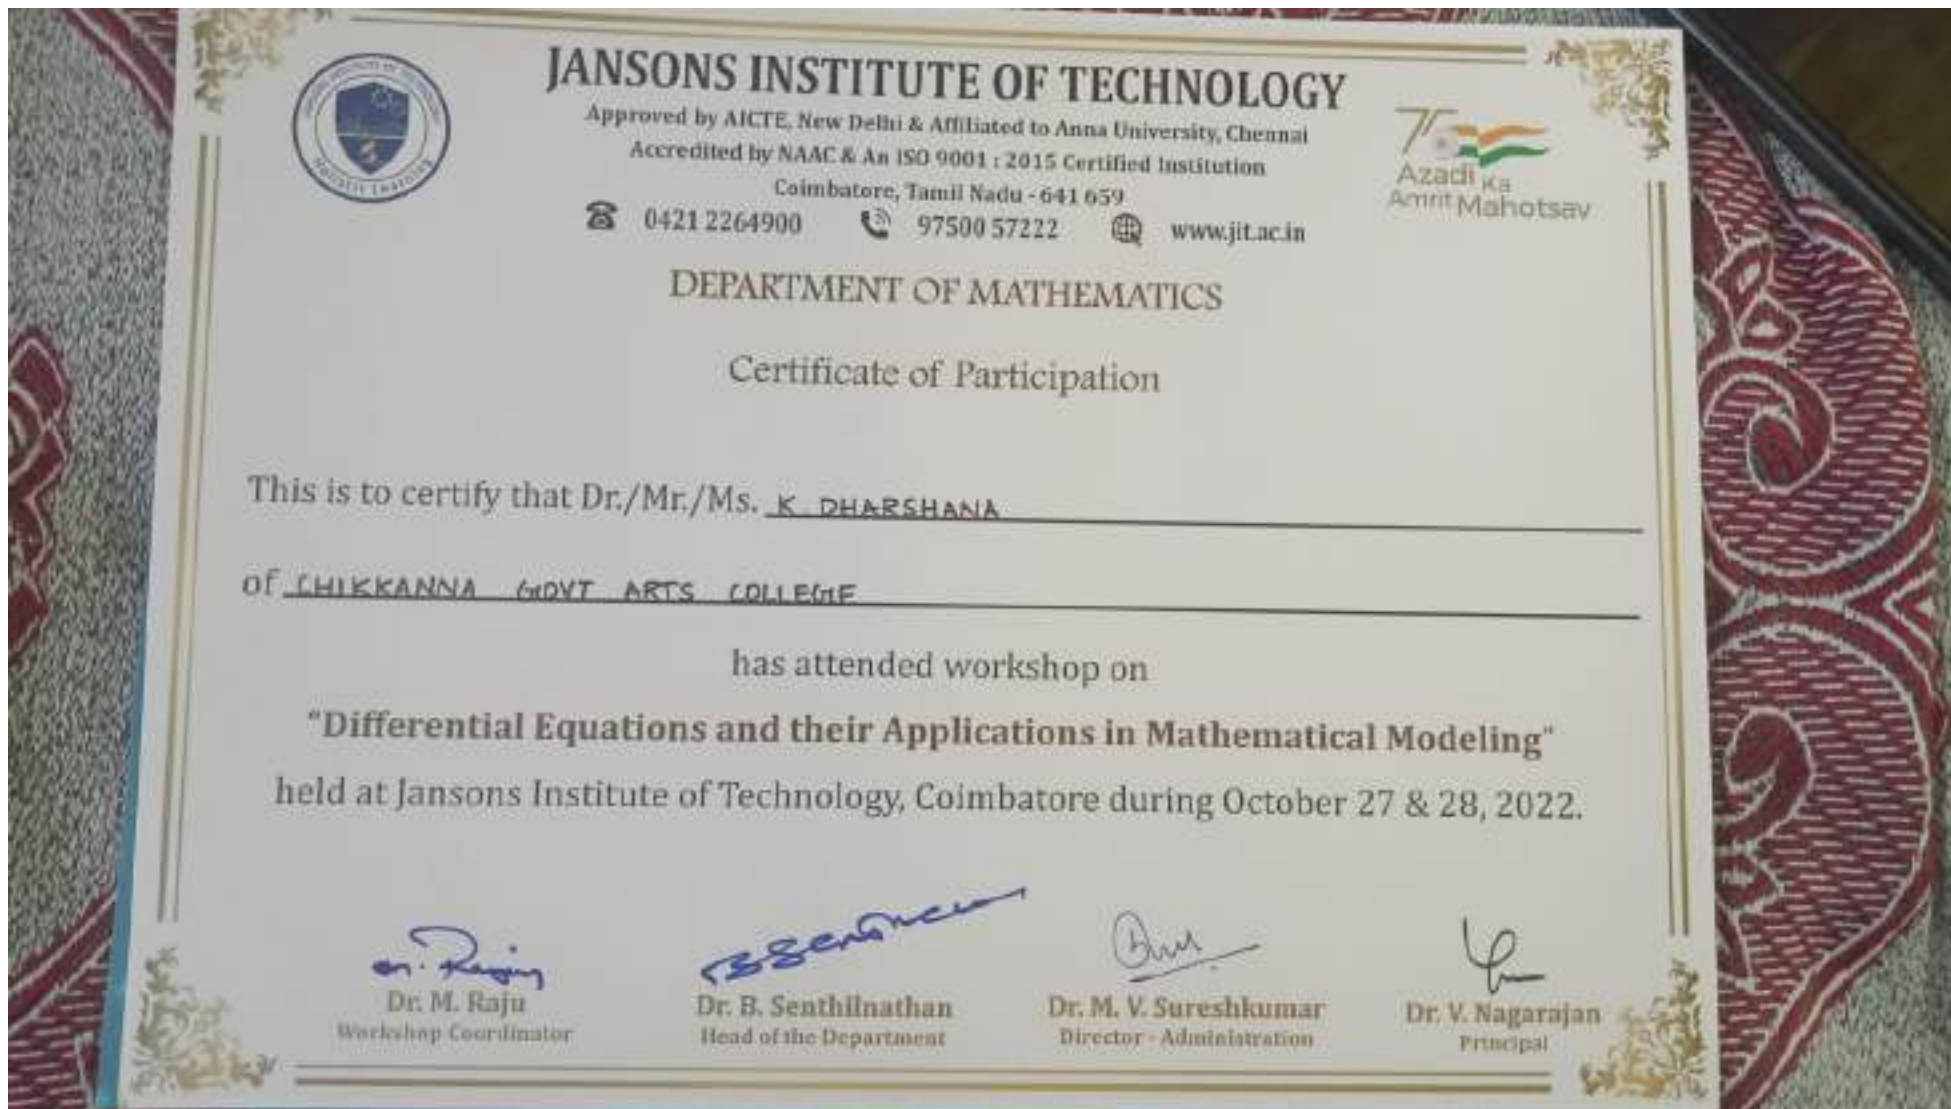 JANSONS INSTITUTE OF TECHNOLOGY
Approved by AICTE, New Delhi & Affiliated to Anna University, Chennai
Accredited by NAAC & An ISO 9001 : 2015 Certified Institution
Coimbatore, Tamil Nadu - 641 659
0421 2264900 97500 57222 www.jit.ac.in
75
Azadi Ka
Amrit Mahotsav
Holistic Learning
DEPARTMENT OF MATHEMATICS
Certificate of Participation
This is to certify that Dr./Mr./Ms. K. DHARSHANA
of CHIKKANNA GOVT ARTS COLLEGE
has attended workshop on
"Differential Equations and their Applications in Mathematical Modeling"
held at Jansons Institute of Technology, Coimbatore during October 27 & 28, 2022.
Dr. M. Raju Dr. B. Senthilnathan Dr. M. V. Sureshkumar Dr. V. Nagarajan
Workshop Coordinator Head of the Department Director - Administration Principal